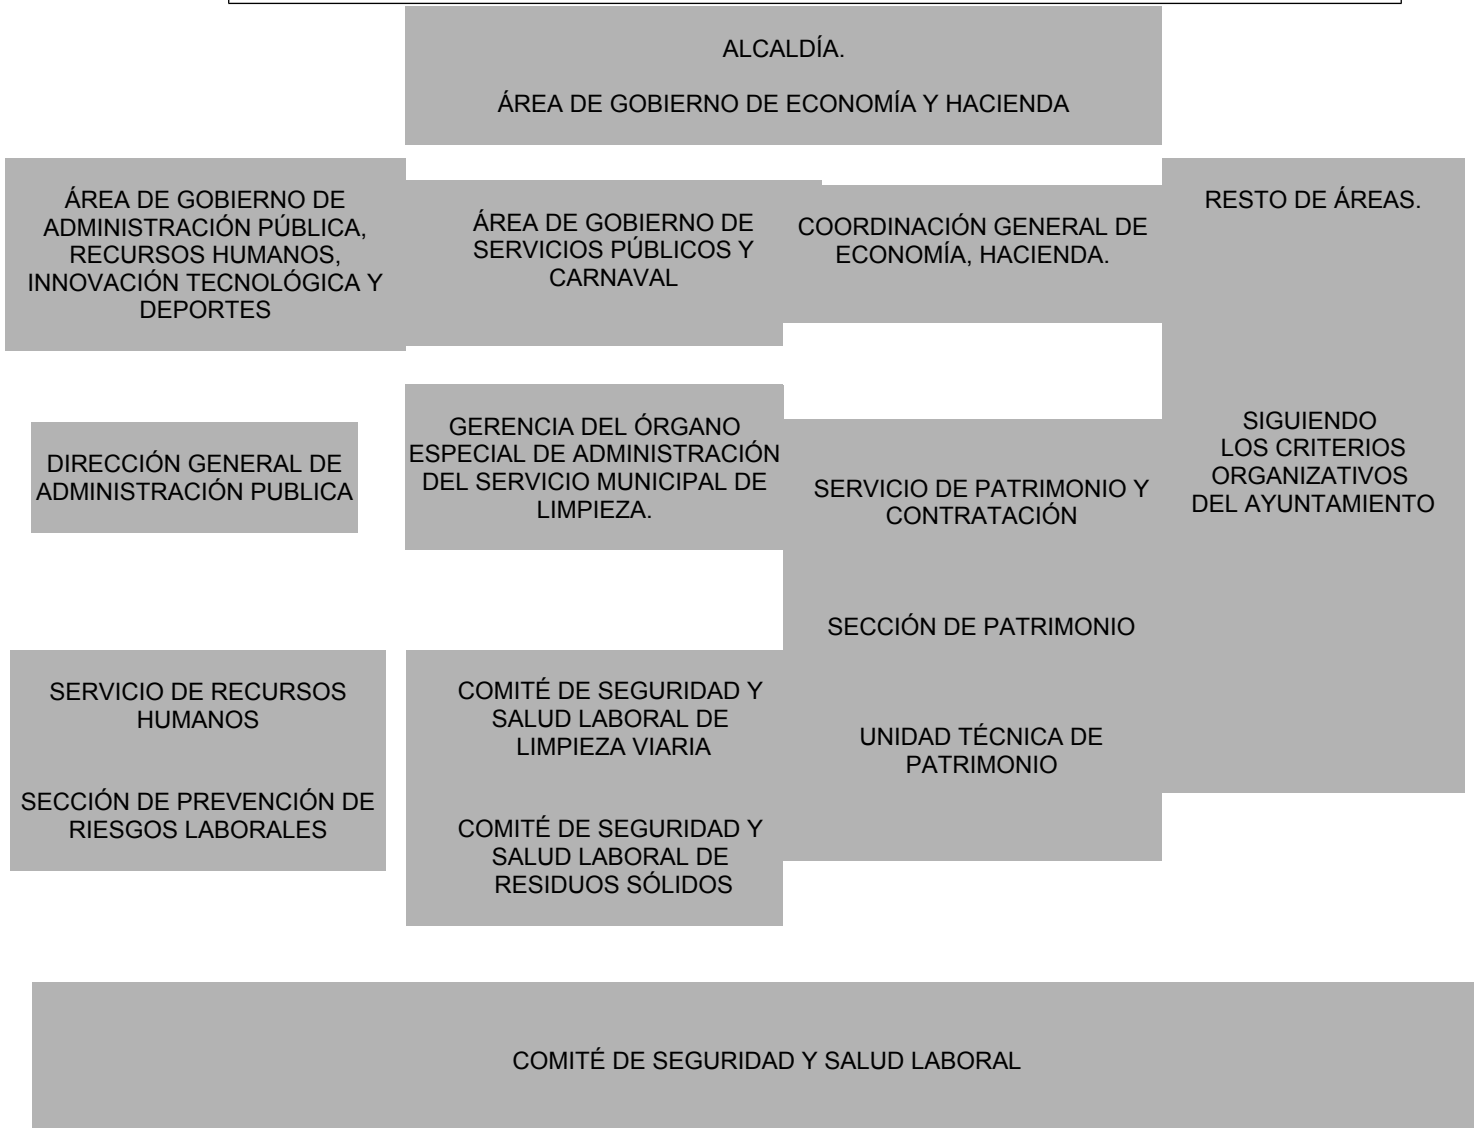 ALCALDÍA.
ÁREA DE GOBIERNO DE ECONOMÍA Y HACIENDA
ÁREA DE GOBIERNO DE
ADMINISTRACIÓN PÚBLICA,
RECURSOS HUMANOS,
INNOVACIÓN TECNOLÓGICA Y
DEPORTES
ÁREA DE GOBIERNO DE
SERVICIOS PÚBLICOS Y
CARNAVAL
COORDINACIÓN GENERAL DE
ECONOMÍA, HACIENDA.
RESTO DE ÁREAS.
SIGUIENDO
LOS CRITERIOS
ORGANIZATIVOS
DEL AYUNTAMIENTO
DIRECCIÓN GENERAL DE
ADMINISTRACIÓN PUBLICA
GERENCIA DEL ÓRGANO
ESPECIAL DE ADMINISTRACIÓN
DEL SERVICIO MUNICIPAL DE
LIMPIEZA.
SERVICIO DE PATRIMONIO Y
CONTRATACIÓN
SECCIÓN DE PATRIMONIO
UNIDAD TÉCNICA DE
PATRIMONIO
SERVICIO DE RECURSOS
HUMANOS
SECCIÓN DE PREVENCIÓN DE
RIESGOS LABORALES
COMITÉ DE SEGURIDAD Y
SALUD LABORAL DE
LIMPIEZA VIARIA
COMITÉ DE SEGURIDAD Y
SALUD LABORAL DE
RESIDUOS SÓLIDOS
COMITÉ DE SEGURIDAD Y SALUD LABORAL